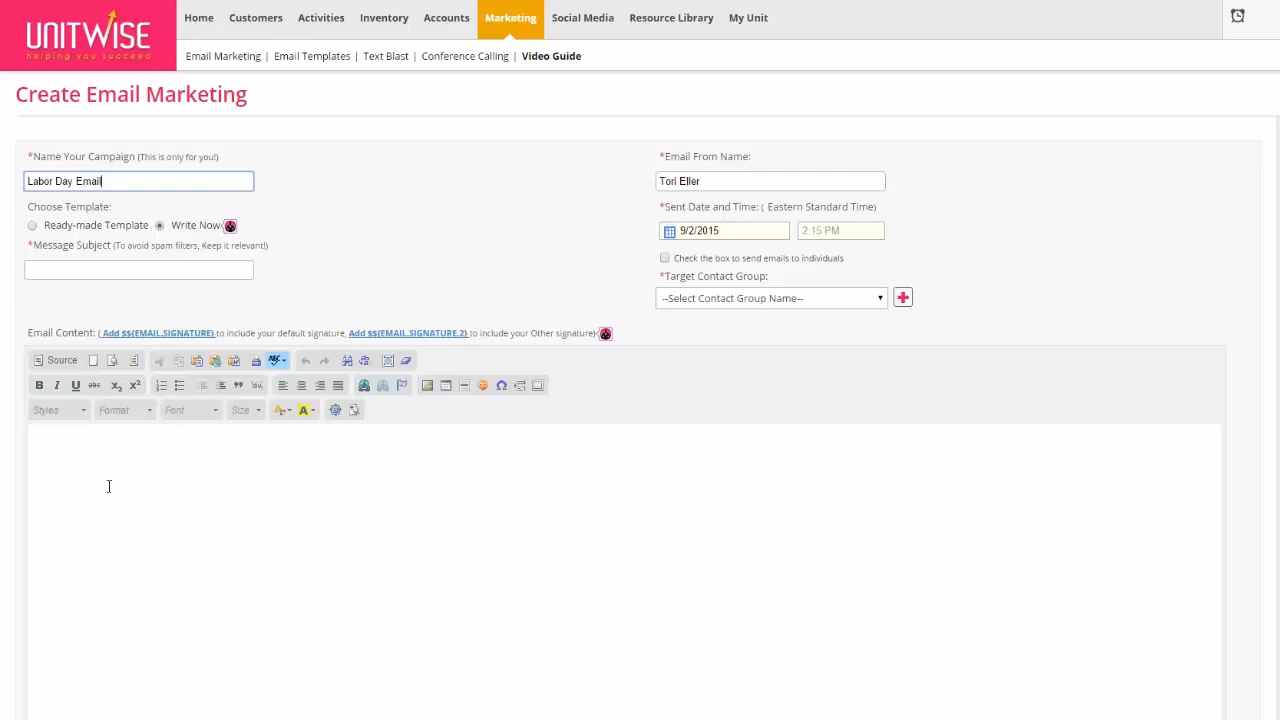 UNITWISE
helping you succeed
Home Customers Activities Inventory Accounts Marketing Social Media Resource Library My Unit
Email Marketing | Email Templates | Text Blast | Conference Calling | Video Guide
Create Email Marketing
*Name Your Campaign (This is only for you!)
Labor Day Email
Choose Template:
Ready-made Template Write Now
*Message Subject (To avoid spam filters, Keep it relevant!)
*Email From Name:
Tori Eller
*Sent Date and Time: ( Eastern Standard Time)
9/2/2015 2:15 PM
Check the box to send emails to individuals
*Target Contact Group:
--Select Contact Group Name--
Email Content: ( Add $${EMAIL.SIGNATURE} to include your default signature, Add $${EMAIL.SIGNATURE.2} to include your Other signature)
Source ABC
B I U abc X2 X2
Styles Format Font Size A A